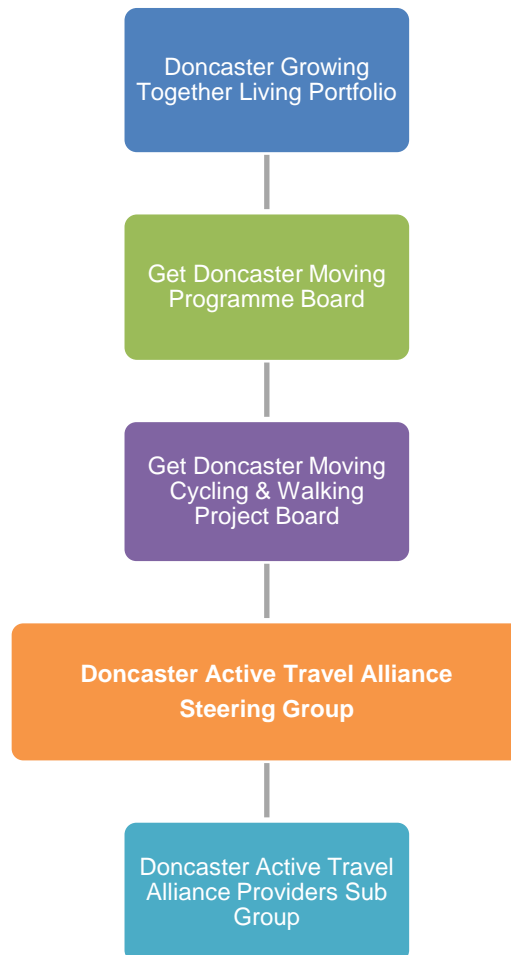 Doncaster Growing
Together Living Portfolio
Get Doncaster Moving
Programme Board
Get Doncaster Moving
Cycling & Walking
Project Board
Doncaster Active Travel Alliance
Steering Group
Doncaster Active Travel
Alliance Providers Sub
Group